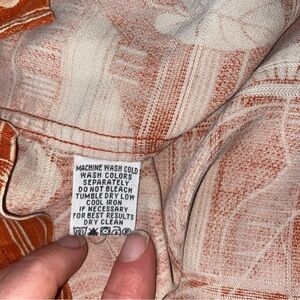 MACHINE WASH COLD
WASH COLORS
SEPARATELY
DO NOT BLEACH
TUMBLE DRY LOW
COOL IRON
IF NECESSARY
FOR BEST RESULTS
DRY CLEAN